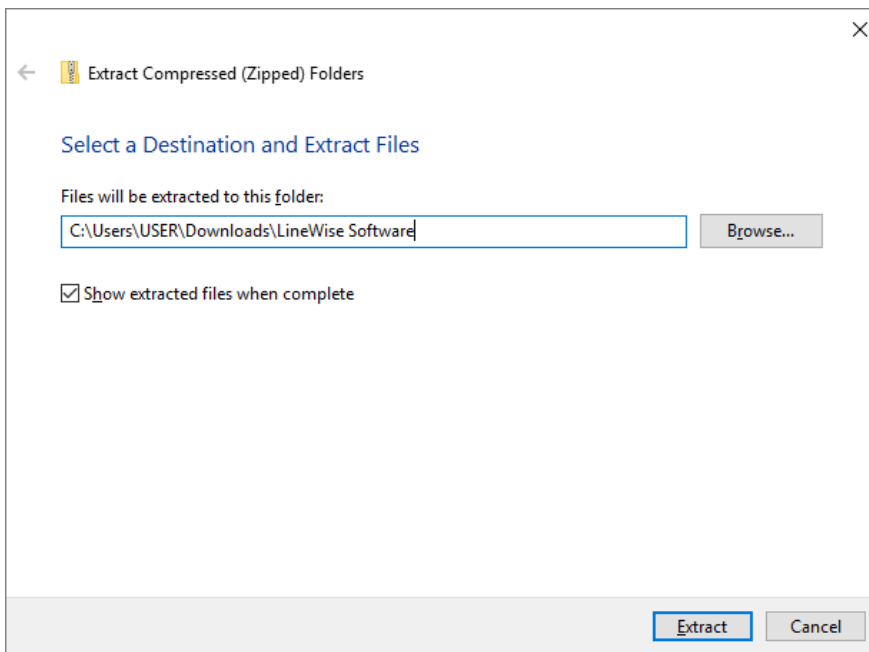 Extract Compressed (Zipped) Folders
Select a Destination and Extract Files
Files will be extracted to this folder:
C:\Users\USER\Downloads\LineWise Software
Browse...
Show extracted files when complete
Extract
Cancel